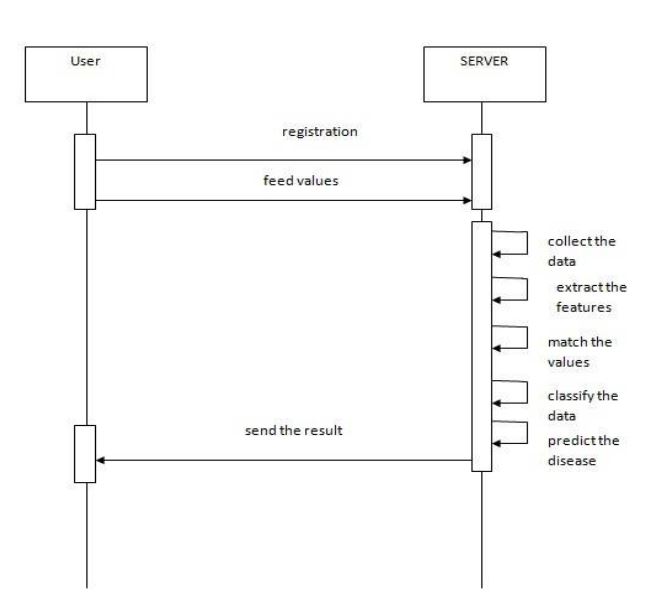 User
SERVER
registration
feed values
collect the
data
extract the
features
match the
values
classify the
data
send the result
predict the
disease